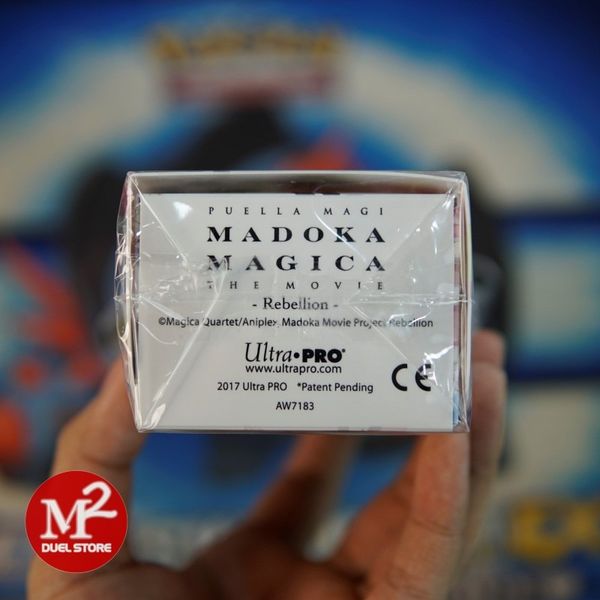 Pokémon
PUELLA MAGI
MADOKA
MAGICA
THE MOVIE
- Rebellion -
©Magica Quartet/Aniplex, Madoka Movie Project Rebellion
Ultra•PRO®
www.ultrapro.com
2017 Ultra PRO *Patent Pending
AW7183
CE
M2
DUEL STORE